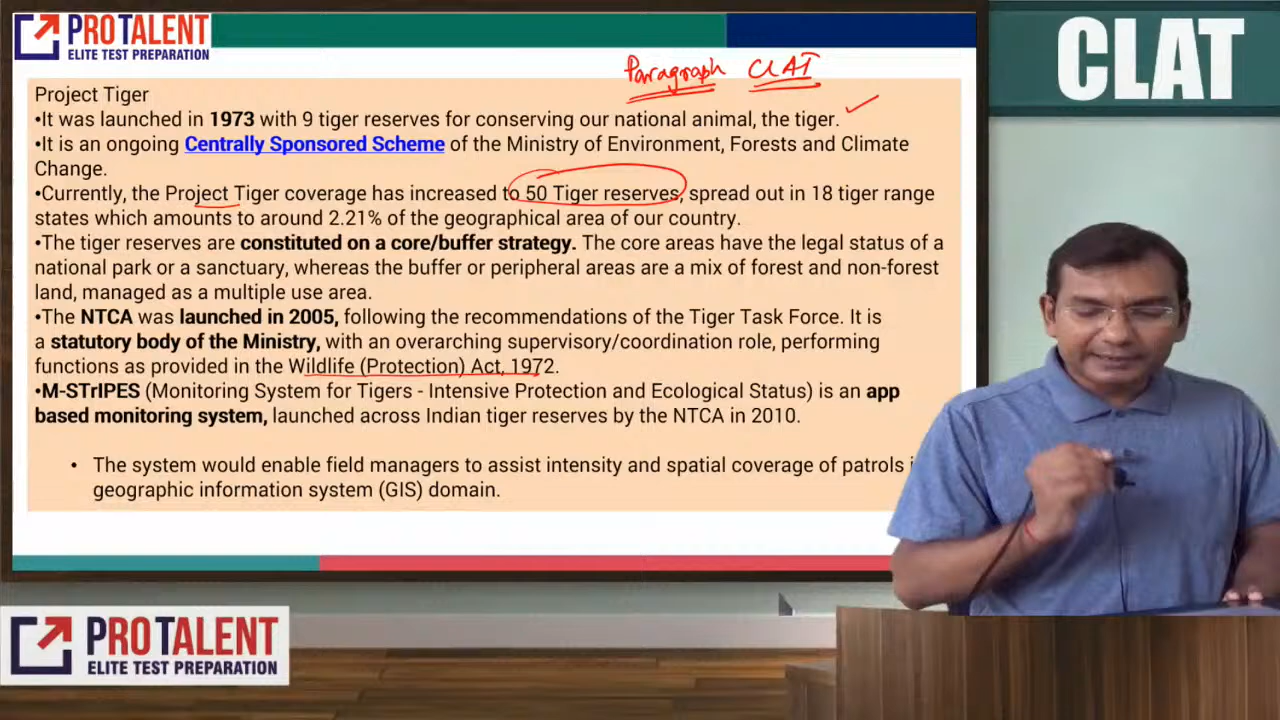 PROTALENT
ELITE TEST PREPARATION
CLAT
Paragraph CLAT
Project Tiger
•It was launched in 1973 with 9 tiger reserves for conserving our national animal, the tiger.
•It is an ongoing Centrally Sponsored Scheme of the Ministry of Environment, Forests and Climate
Change.
•Currently, the Project Tiger coverage has increased to 50 Tiger reserves, spread out in 18 tiger range
states which amounts to around 2.21% of the geographical area of our country.
•The tiger reserves are constituted on a core/buffer strategy. The core areas have the legal status of a
national park or a sanctuary, whereas the buffer or peripheral areas are a mix of forest and non-forest
land, managed as a multiple use area.
•The NTCA was launched in 2005, following the recommendations of the Tiger Task Force. It is
a statutory body of the Ministry, with an overarching supervisory/coordination role, performing
functions as provided in the Wildlife (Protection) Act, 1972.
•M-STrIPES (Monitoring System for Tigers - Intensive Protection and Ecological Status) is an app
based monitoring system, launched across Indian tiger reserves by the NTCA in 2010.
• The system would enable field managers to assist intensity and spatial coverage of patrols
geographic information system (GIS) domain.
PROTALENT
ELITE TEST PREPARATION